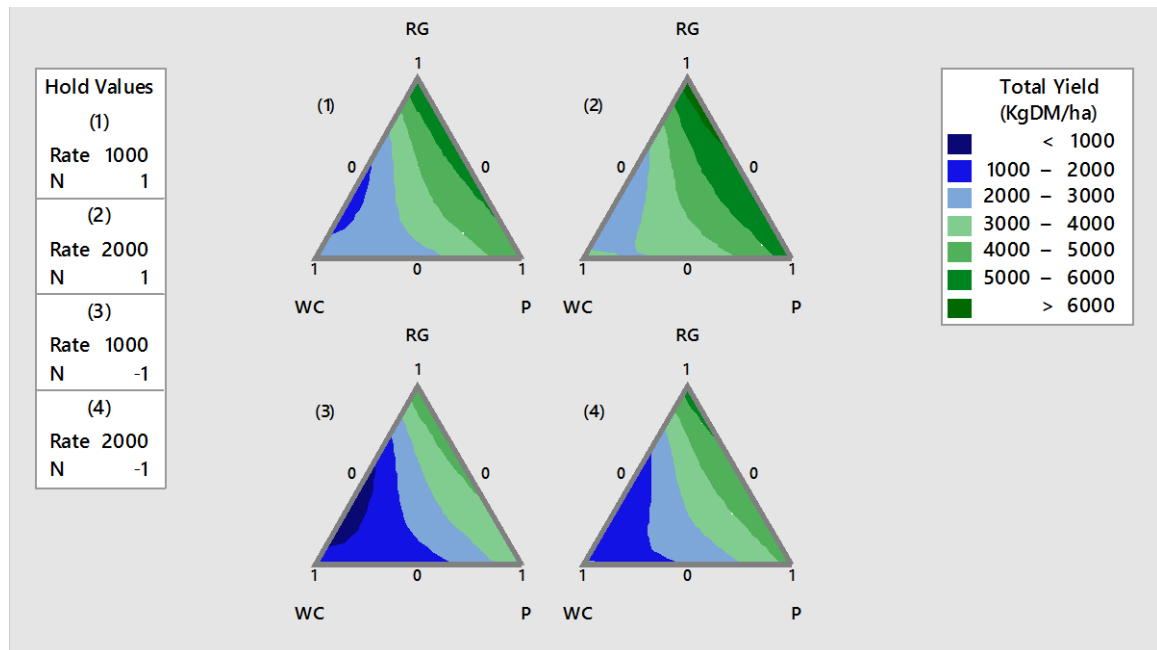 Hold Values
(1)
Rate 1000
N 1
(2)
Rate 2000
N 1
(3)
Rate 1000
N -1
(4)
Rate 2000
N -1
RG
1
(1)
0 0
1 0 1
WC P
RG
1
(2)
0
1 0 1
WC P
RG
1
(3)
0 0
1 0 1
WC P
RG
1
(4)
0
1 0 1
WC P
Total Yield
(KgDM/ha)
< 1000
1000 – 2000
2000 – 3000
3000 – 4000
4000 – 5000
5000 – 6000
> 6000